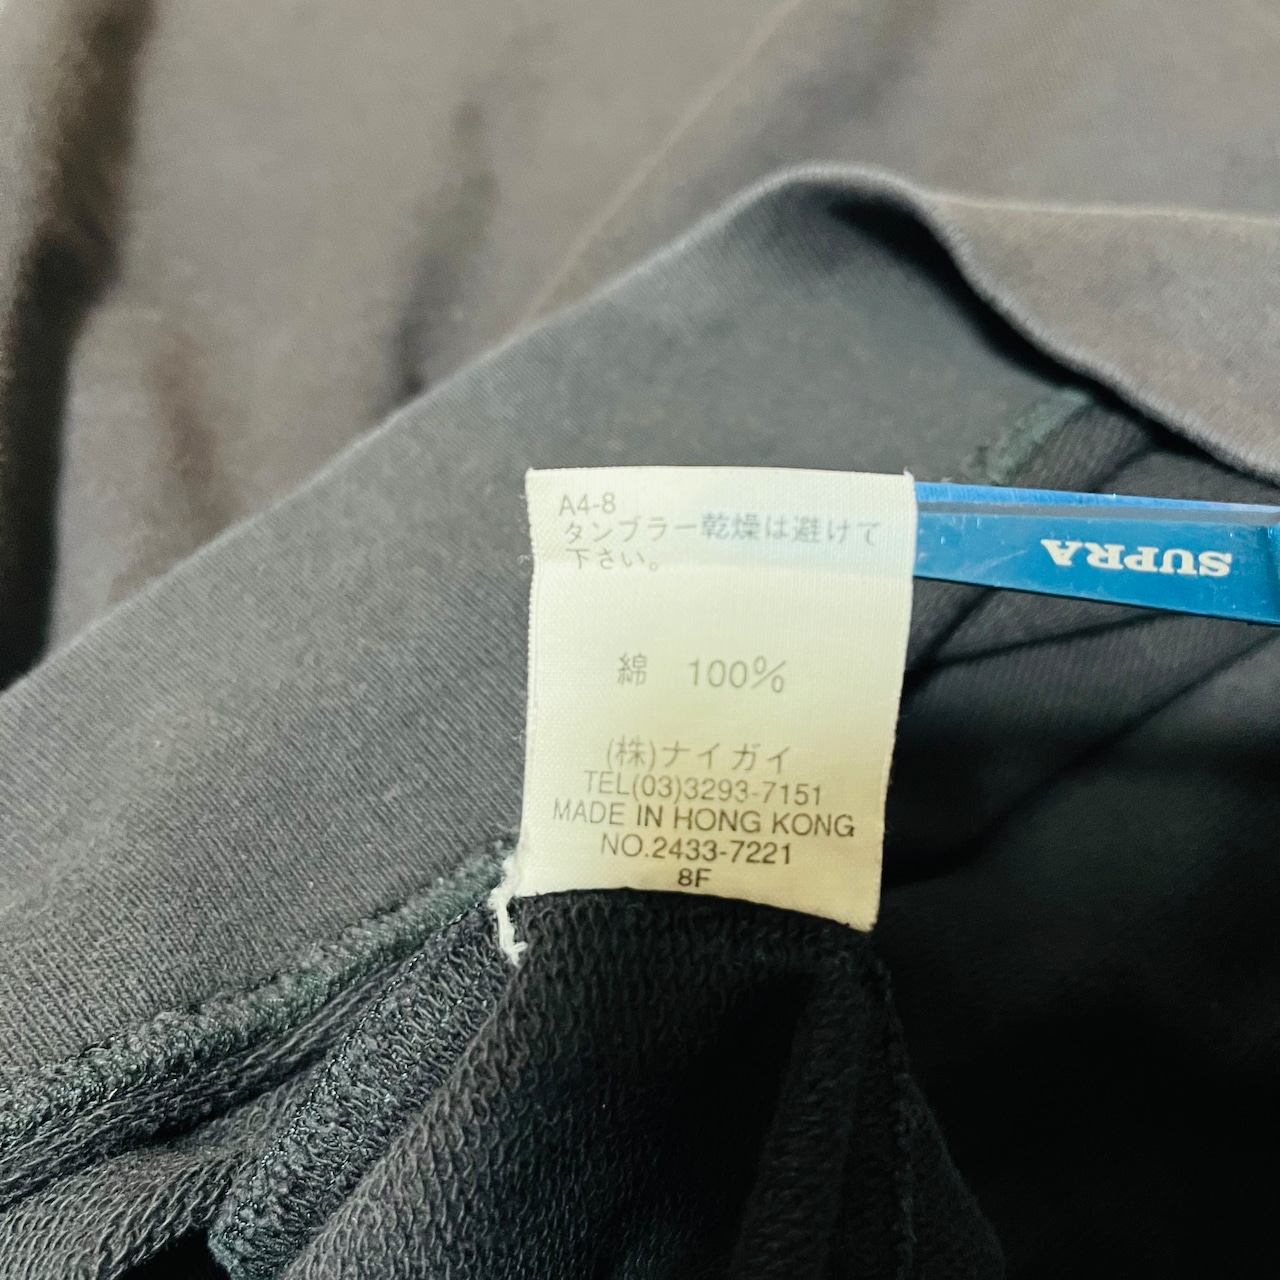 A4-8
タンブラー乾燥は避けて
下さい。
綿 100%
(株)ナイガイ
TEL(03)3293-7151
MADE IN HONG KONG
NO.2433-7221
8F
SUPRA